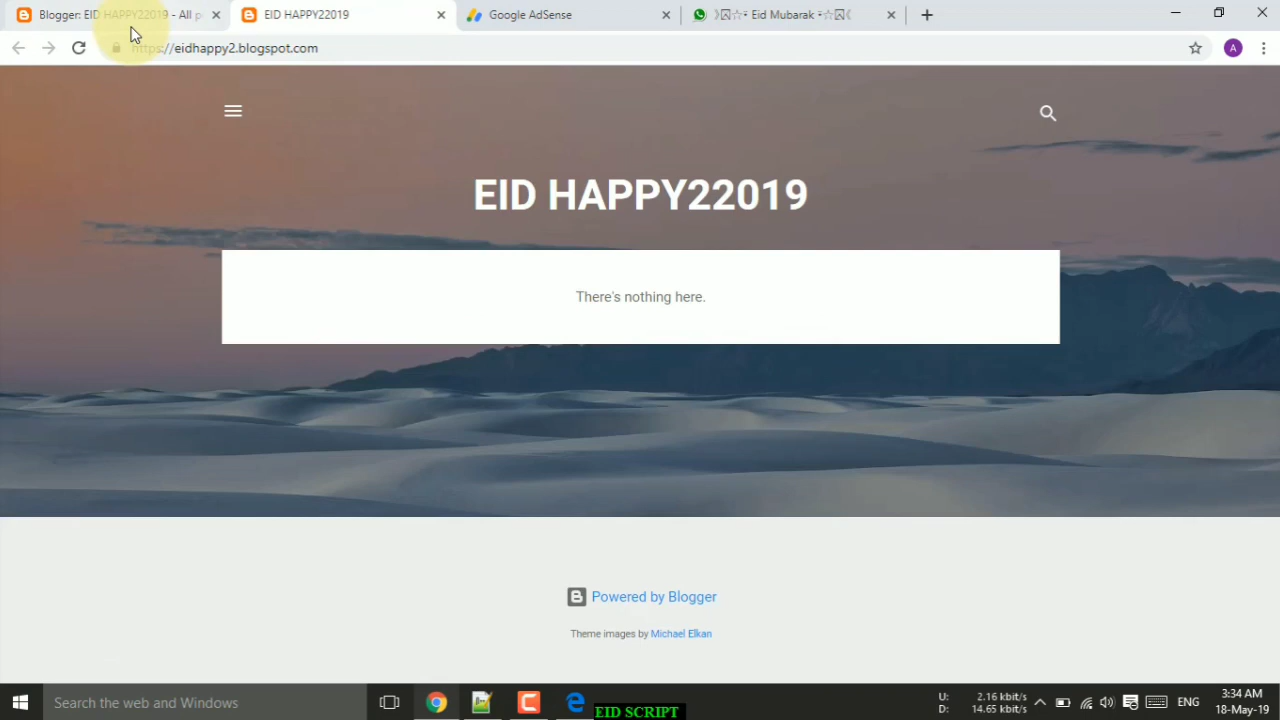 Blogger: EID HAPPY22019 - All p
EID HAPPY22019
Google AdSense
Eid Mubarak
https://eidhappy2.blogspot.com
A
EID HAPPY22019
There's nothing here.
Powered by Blogger
Theme images by Michael Elkan
Search the web and Windows
EID SCRIPT
U: 2.16 kbit/s
D: 14.65 kbit/s
ENG
3:34 AM
18-May-19